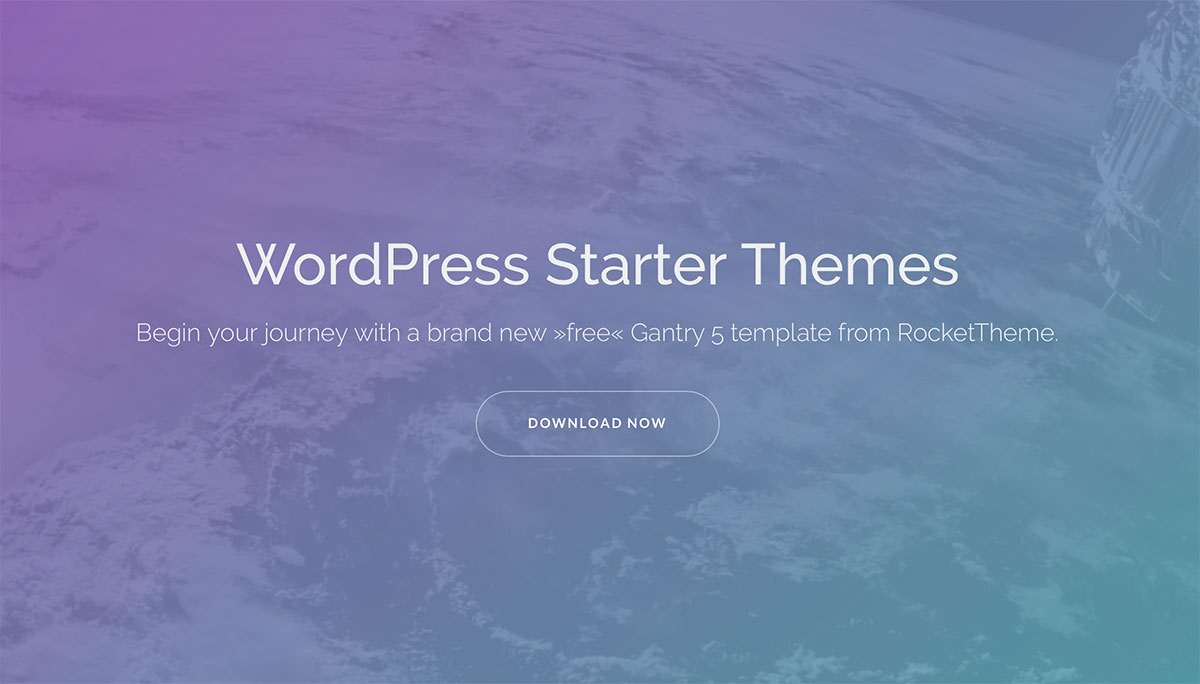 WordPress Starter Themes
Begin your journey with a brand new »free« Gantry 5 template from RocketTheme.
DOWNLOAD NOW